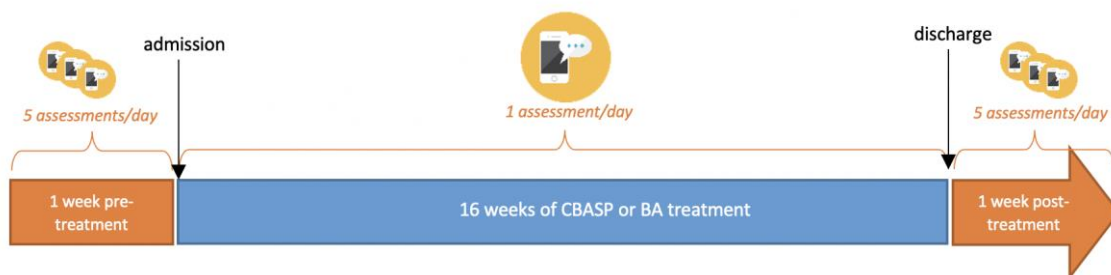 admission
discharge
5 assessments/day
1 assessment/day
5 assessments/day
1 week pre-
treatment
16 weeks of CBASP or BA treatment
1 week post-
treatment